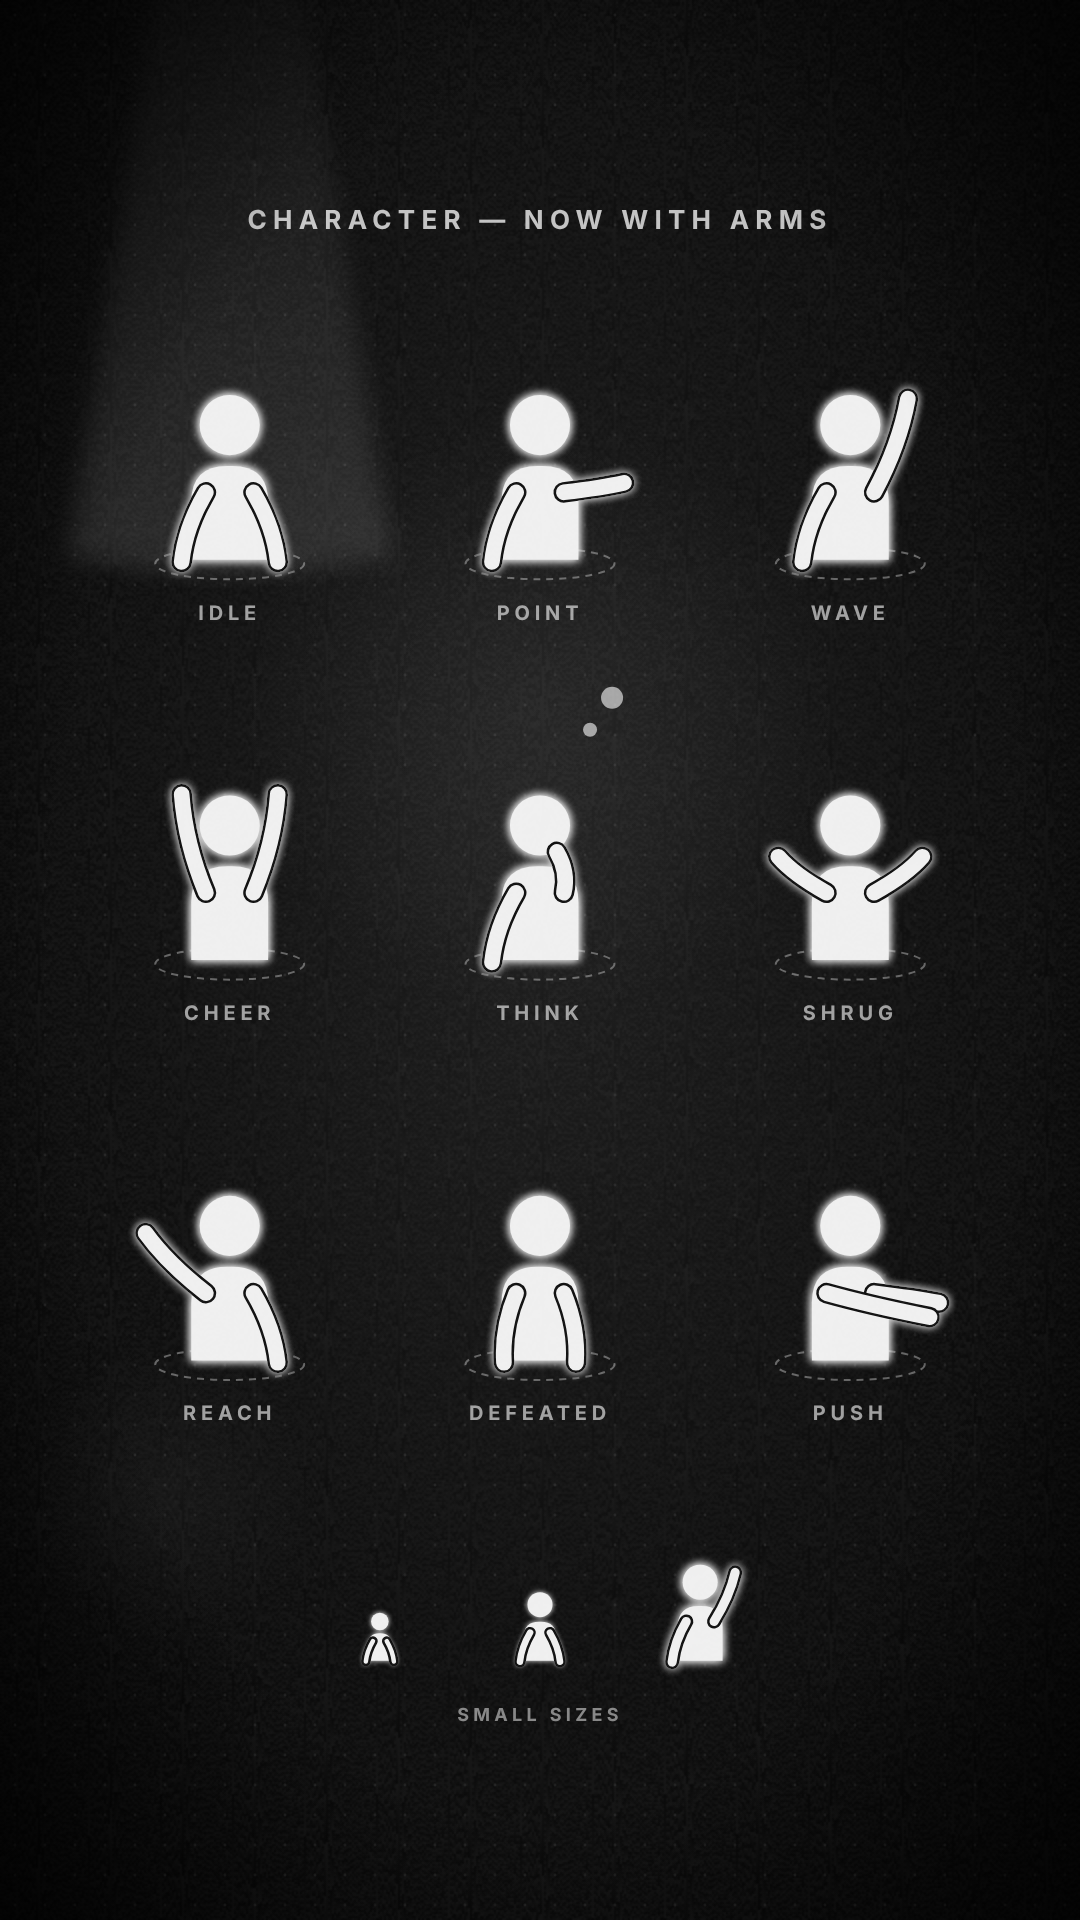 CHARACTER — NOW WITH ARMS
IDLE
POINT
WAVE
CHEER
THINK
SHRUG
REACH
DEFEATED
PUSH
SMALL SIZES